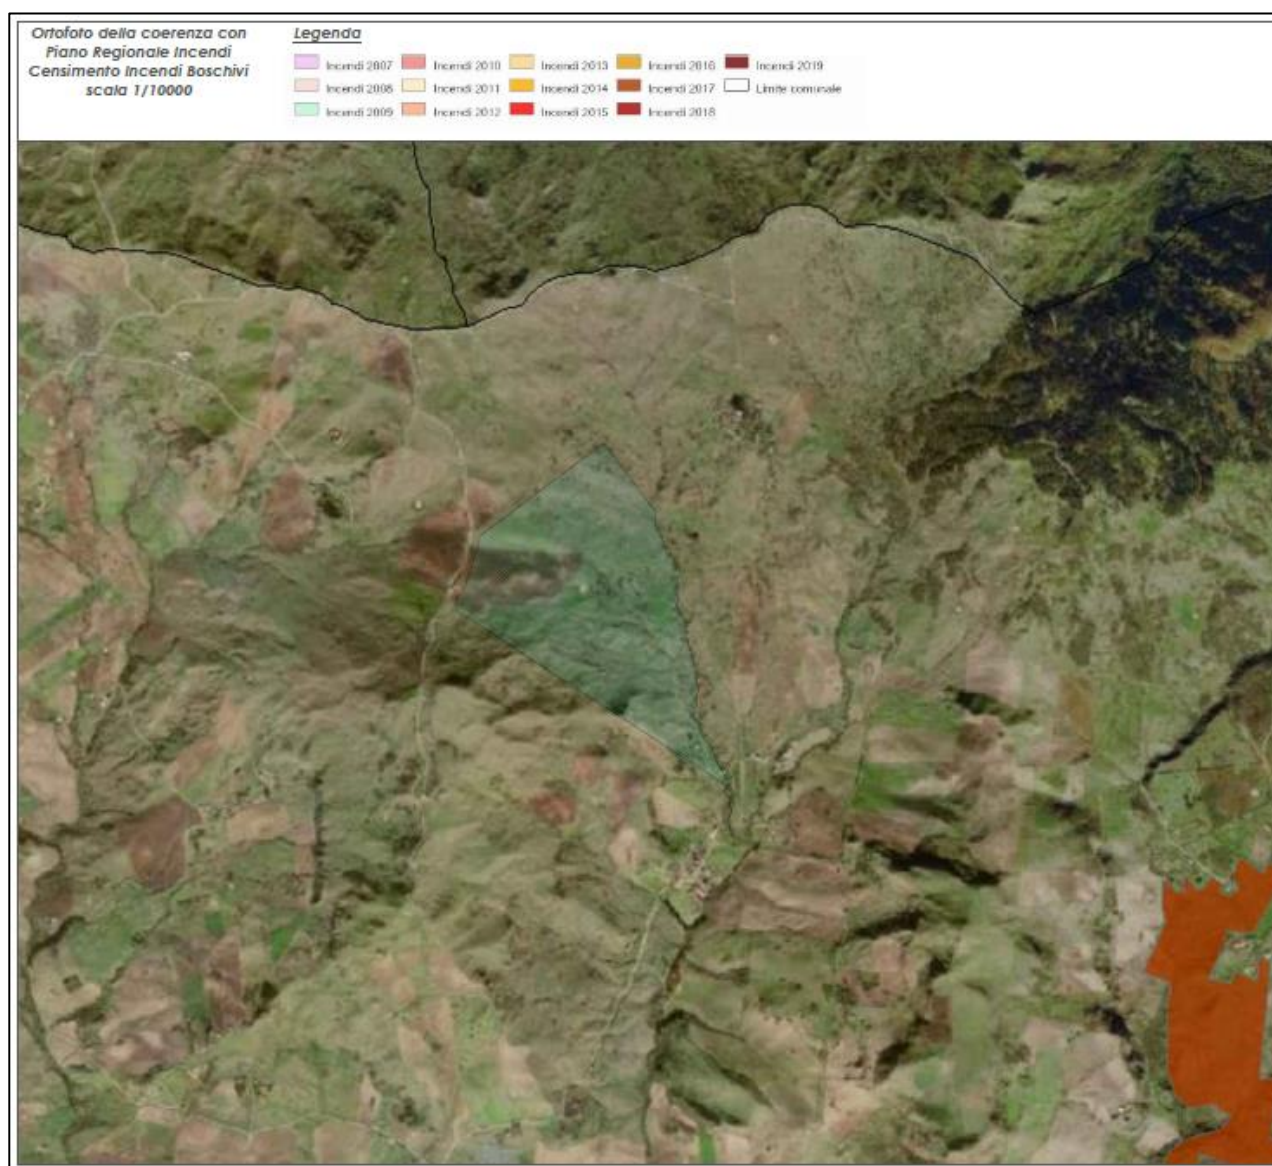 Ortofoto della coerenza con
Piano Regionale Incendi
Censimento Incendi Boschivi
scala 1/10000
Legenda
Incendi 2007
Incendi 2008
Incendi 2009
Incendi 2010
Incendi 2011
Incendi 2012
Incendi 2013
Incendi 2014
Incendi 2015
Incendi 2016
Incendi 2017
Incendi 2018
Incendi 2019
Limite comunale